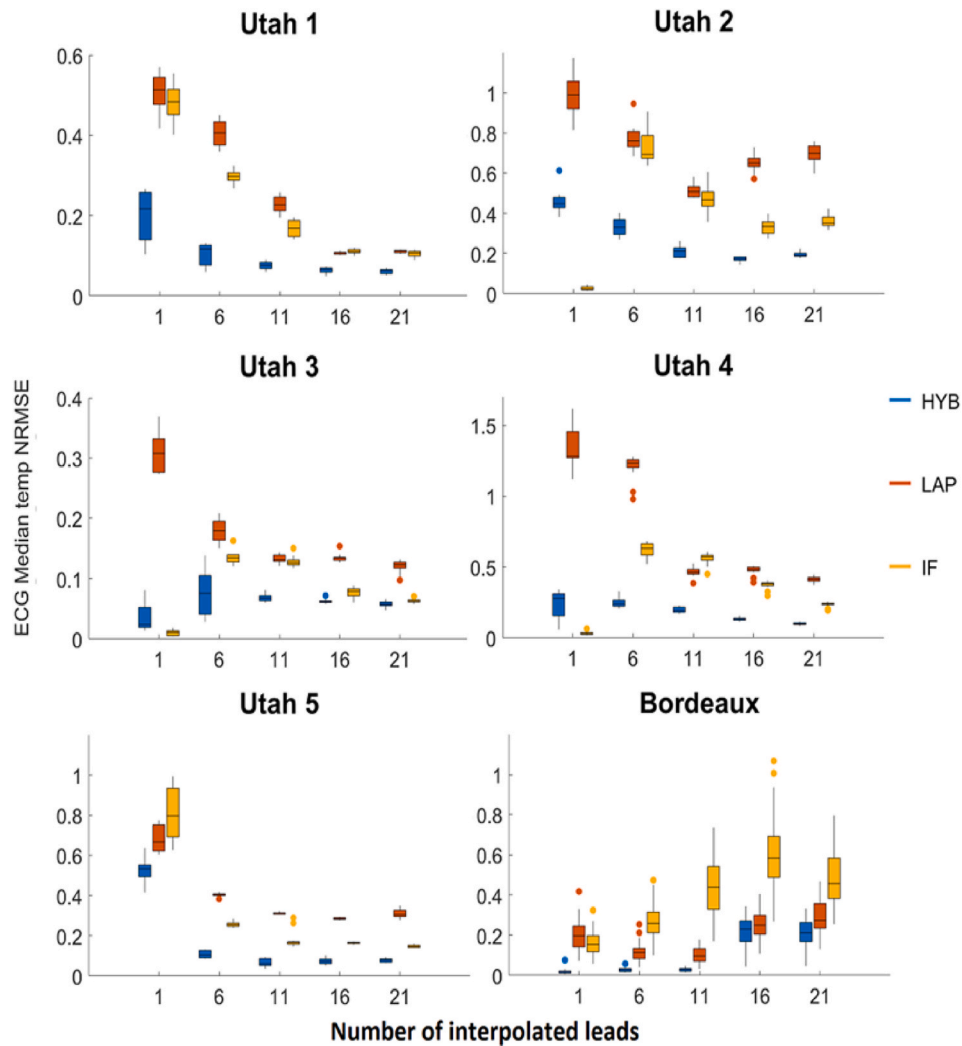 Utah 1
0.6
0.4
0.2
0
1 6 11 16 21
Utah 2
1
0.8
0.6
0.4
0.2
0
1 6 11 16 21
ECG Median temp NRMSE
Utah 3
0.4
0.3
0.2
0.1
0
1 6 11 16 21
Utah 4
1.5
1
0.5
0
1 6 11 16 21
HYB
LAP
IF
Utah 5
1
0.8
0.6
0.4
0.2
0
1 6 11 16 21
Bordeaux
1
0.8
0.6
0.4
0.2
0
1 6 11 16 21
Number of interpolated leads